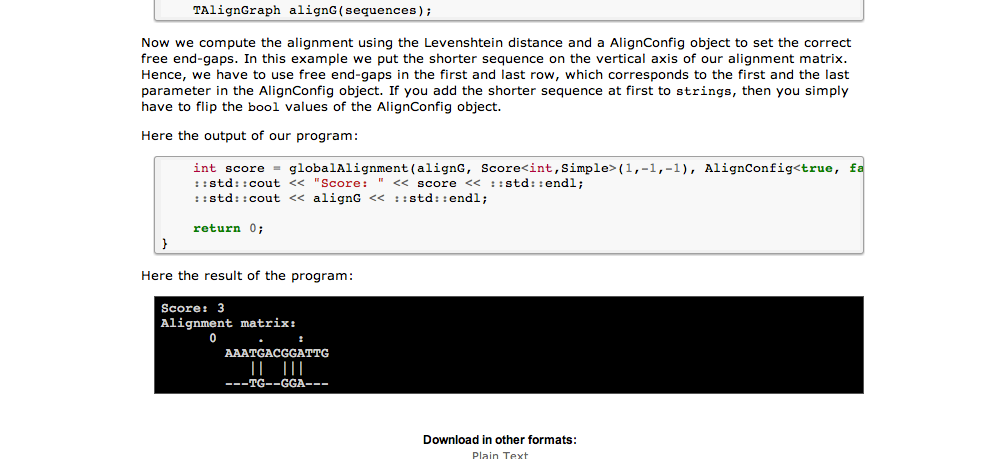 TAlignGraph alignG(sequences);
Now we compute the alignment using the Levenshtein distance and a AlignConfig object to set the correct
free end-gaps. In this example we put the shorter sequence on the vertical axis of our alignment matrix.
Hence, we have to use free end-gaps in the first and last row, which corresponds to the first and the last
parameter in the AlignConfig object. If you add the shorter sequence at first to strings, then you simply
have to flip the bool values of the AlignConfig object.
Here the output of our program:
int score = globalAlignment(alignG, Score<int,Simple>(1,-1,-1), AlignConfig<true, fa
::std::cout << "Score: " << score << ::std::endl;
::std::cout << alignG << ::std::endl;
return 0;
}
Here the result of the program:
Score: 3
Alignment matrix:
0     .    :
AAATGACGGATTG
||  |||
---TG--GGA---
Download in other formats:
Plain Text